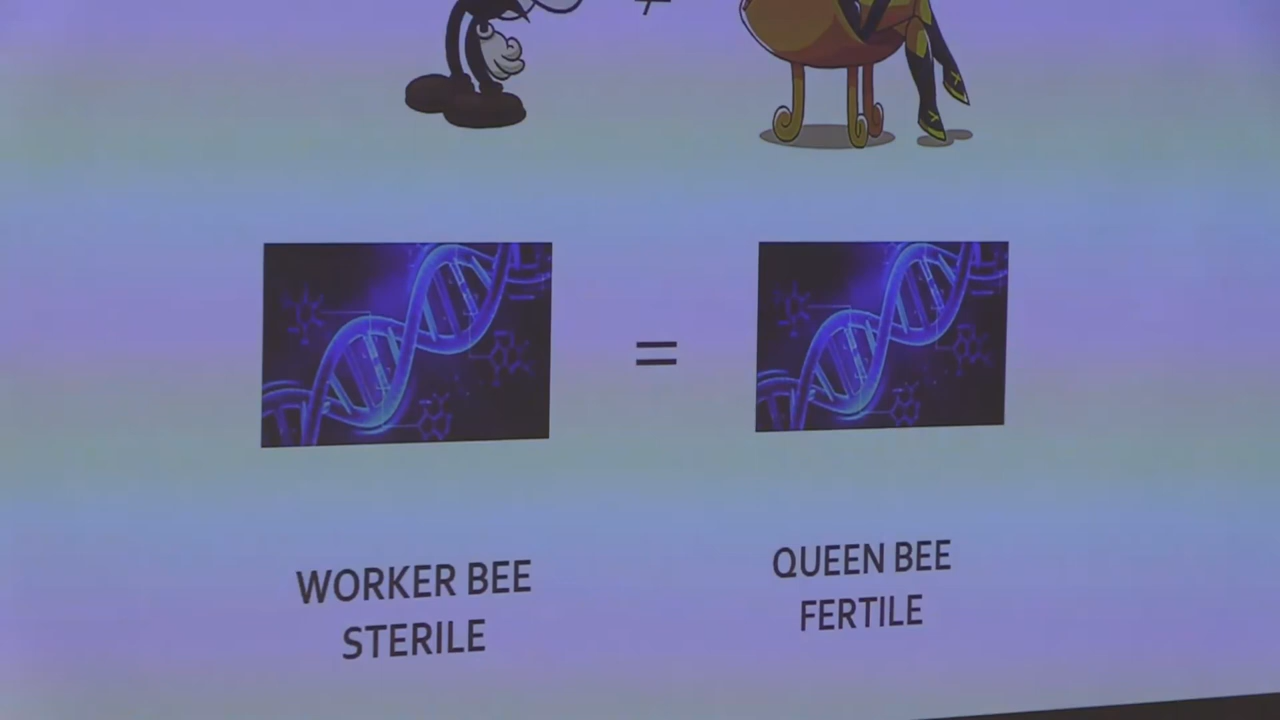 ≠
=
WORKER BEE
STERILE
QUEEN BEE
FERTILE